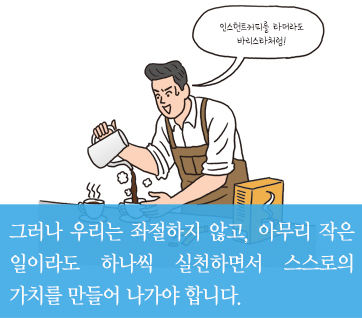 인스턴트커피를 타더라도
바리스타처럼!
그러나 우리는 좌절하지 않고, 아무리 작은
일이라도 하나씩 실천하면서 스스로의
가치를 만들어 나가야 합니다.